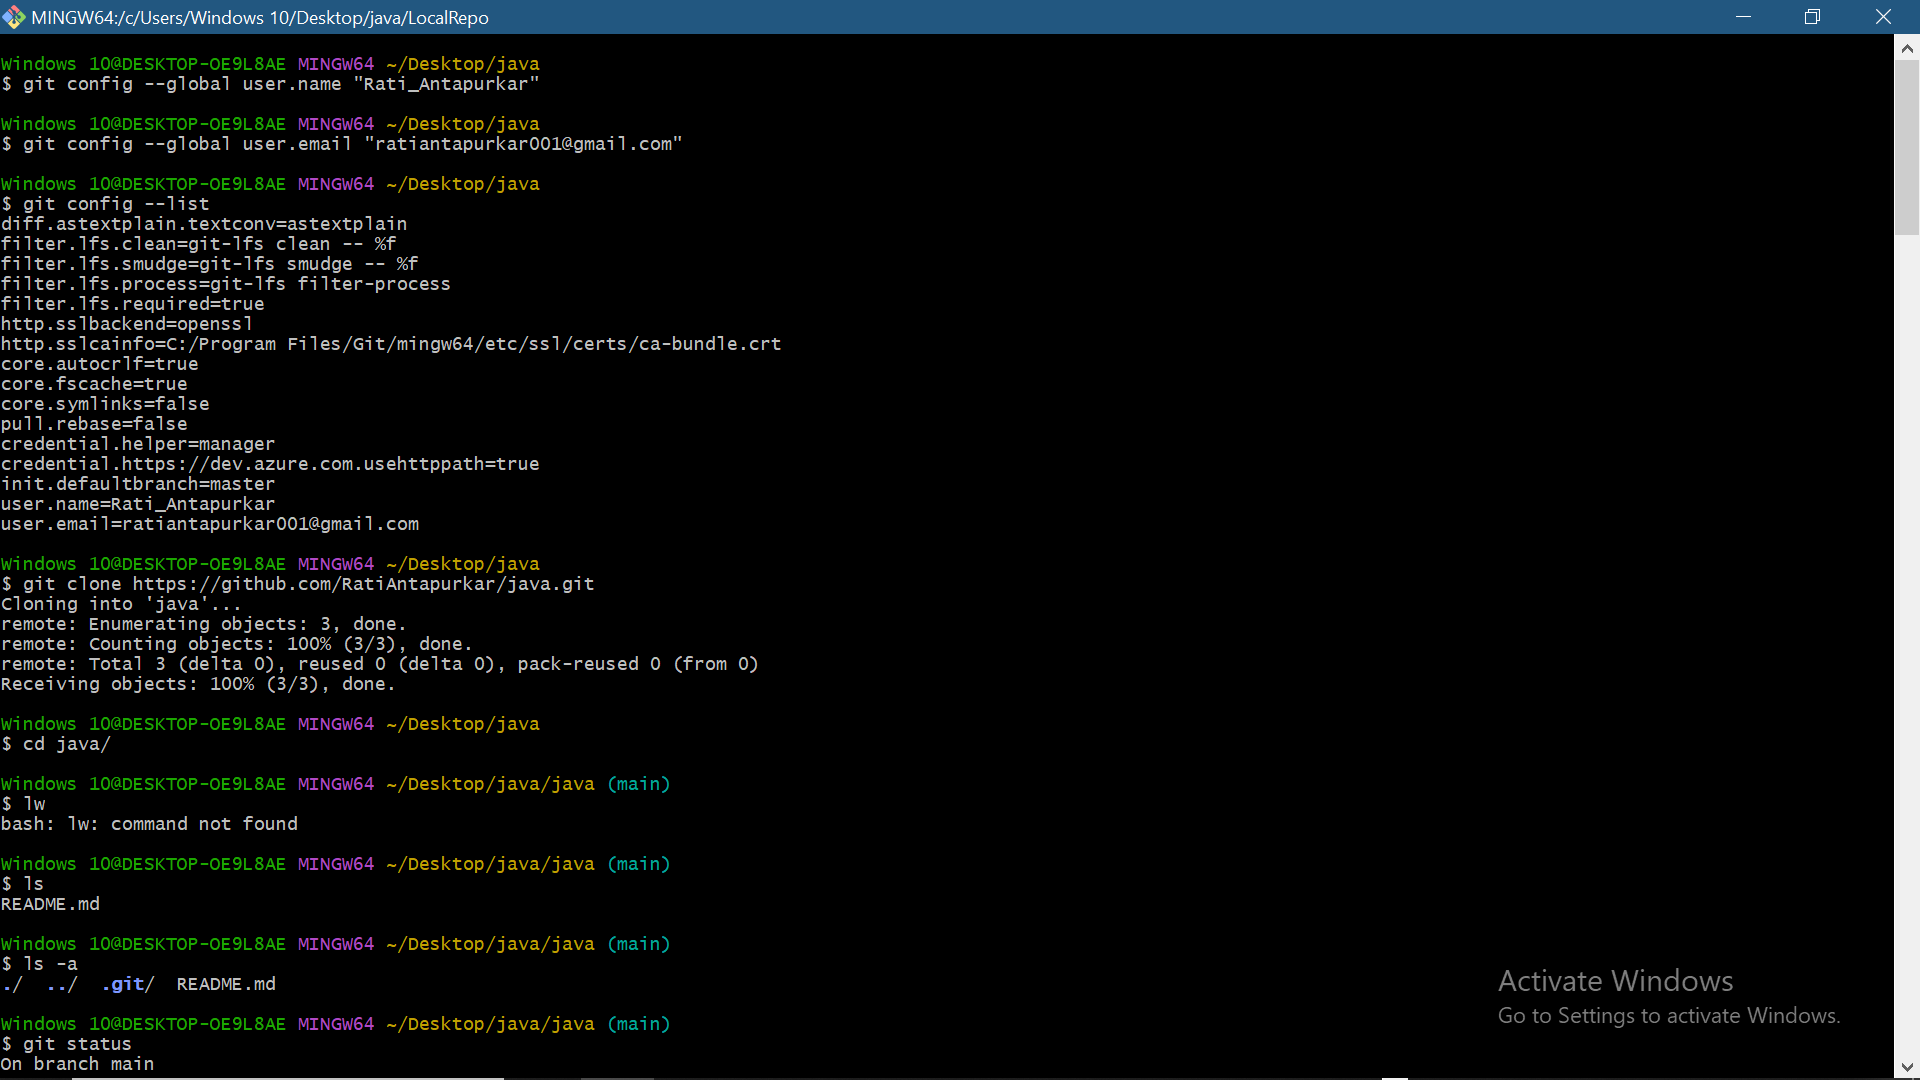 MINGW64:/c/Users/Windows 10/Desktop/java/LocalRepo
Windows 10@DESKTOP-OE9L8AE MINGW64 ~/Desktop/java
$ git config --global user.name "Rati_Antapurkar"
Windows 10@DESKTOP-OE9L8AE MINGW64 ~/Desktop/java
$ git config --global user.email "ratiantapurkar001@gmail.com"
Windows 10@DESKTOP-OE9L8AE MINGW64 ~/Desktop/java
$ git config --list
diff.astextplain.textconv=astextplain
filter.lfs.clean=git-lfs clean -- %f
filter.lfs.smudge=git-lfs smudge -- %f
filter.lfs.process=git-lfs filter-process
filter.lfs.required=true
http.sslbackend=openssl
http.sslcainfo=C:/Program Files/Git/mingw64/etc/ssl/certs/ca-bundle.crt
core.autocrlf=true
core.fscache=true
core.symlinks=false
pull.rebase=false
credential.helper=manager
credential.https://dev.azure.com.usehttppath=true
init.defaultbranch=master
user.name=Rati_Antapurkar
user.email=ratiantapurkar001@gmail.com
Windows 10@DESKTOP-OE9L8AE MINGW64 ~/Desktop/java
$ git clone https://github.com/RatiAntapurkar/java.git
Cloning into 'java'...
remote: Enumerating objects: 3, done.
remote: Counting objects: 100% (3/3), done.
remote: Total 3 (delta 0), reused 0 (delta 0), pack-reused 0 (from 0)
Receiving objects: 100% (3/3), done.
Windows 10@DESKTOP-OE9L8AE MINGW64 ~/Desktop/java
$ cd java/
Windows 10@DESKTOP-OE9L8AE MINGW64 ~/Desktop/java/java (main)
$ lw
bash: lw: command not found
Windows 10@DESKTOP-OE9L8AE MINGW64 ~/Desktop/java/java (main)
$ ls
README.md
Windows 10@DESKTOP-OE9L8AE MINGW64 ~/Desktop/java/java (main)
$ ls -a
./  ../  .git/  README.md
Windows 10@DESKTOP-OE9L8AE MINGW64 ~/Desktop/java/java (main)
$ git status
On branch main
Activate Windows
Go to Settings to activate Windows.